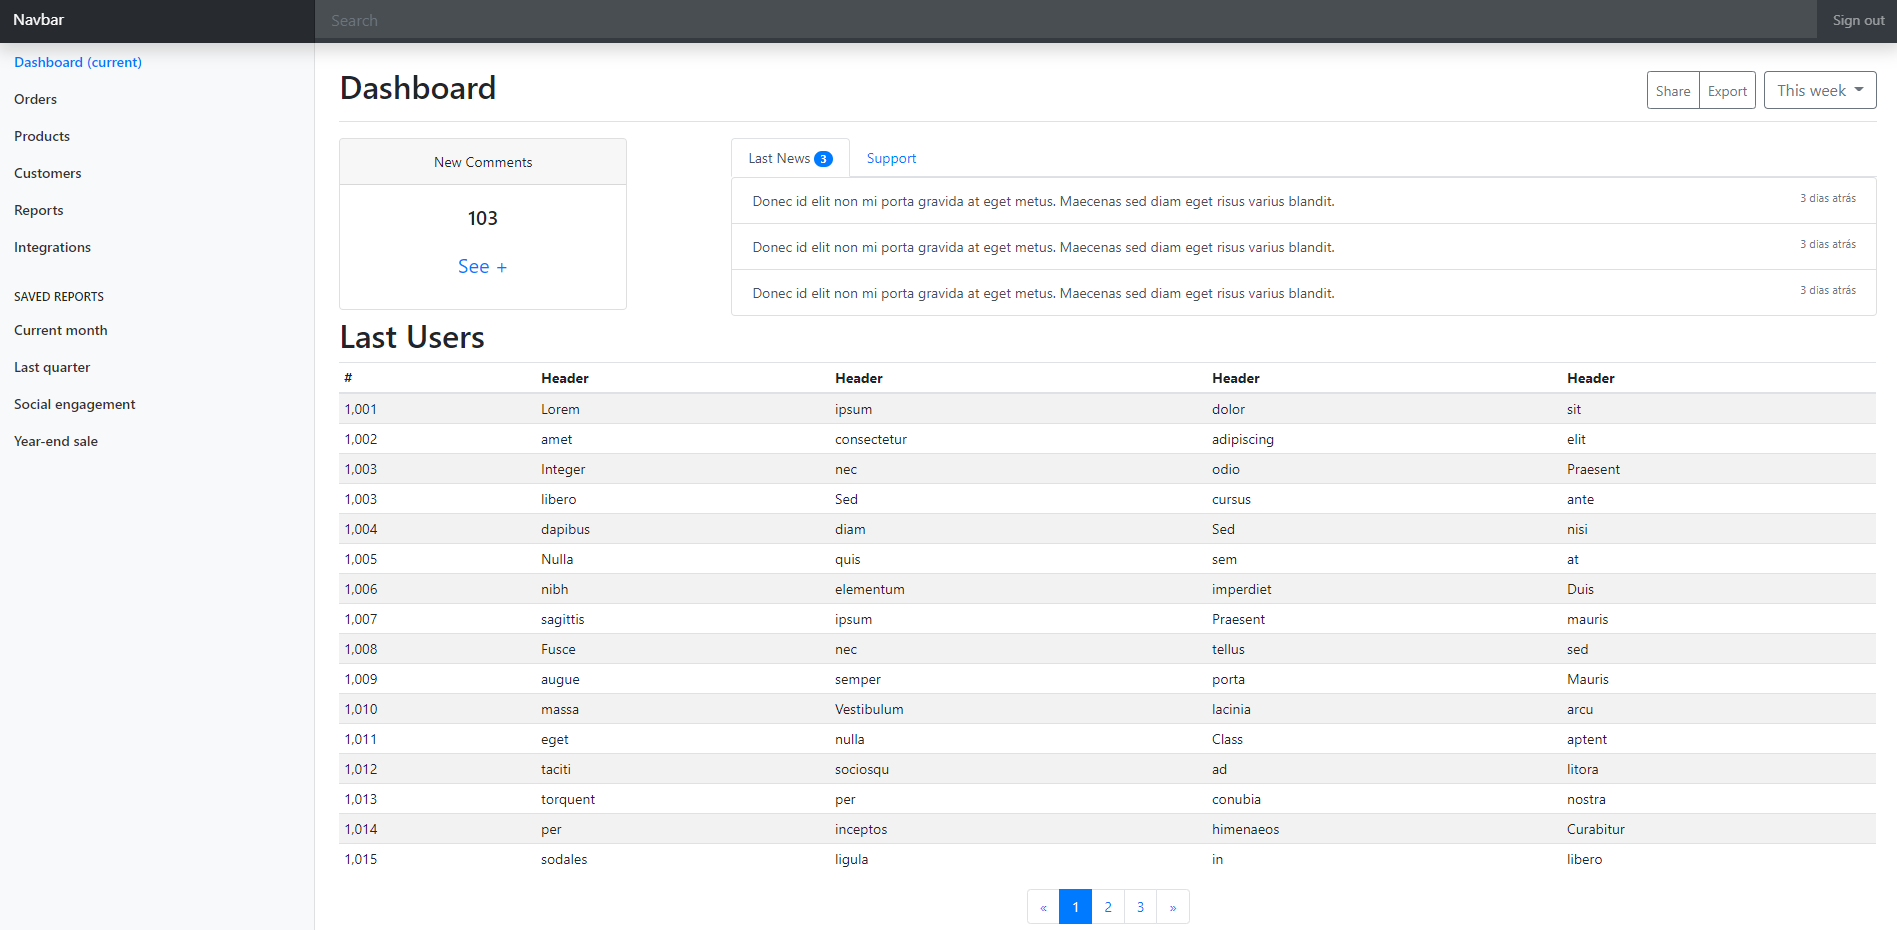 Navbar
Search
Sign out
Dashboard (current)
Orders
Products
Customers
Reports
Integrations
SAVED REPORTS
Current month
Last quarter
Social engagement
Year-end sale
Dashboard
Share Export This week
New Comments
103
See +
Last News 3 Support
Donec id elit non mi porta gravida at eget metus. Maecenas sed diam eget risus varius blandit. 3 dias atrás
Donec id elit non mi porta gravida at eget metus. Maecenas sed diam eget risus varius blandit. 3 dias atrás
Donec id elit non mi porta gravida at eget metus. Maecenas sed diam eget risus varius blandit. 3 dias atrás
Last Users
# Header Header Header Header
1,001 Lorem ipsum dolor sit
1,002 amet consectetur adipiscing elit
1,003 Integer nec odio Praesent
1,003 libero Sed cursus ante
1,004 dapibus diam Sed nisi
1,005 Nulla quis sem at
1,006 nibh elementum imperdiet Duis
1,007 sagittis ipsum Praesent mauris
1,008 Fusce nec tellus sed
1,009 augue semper porta Mauris
1,010 massa Vestibulum lacinia arcu
1,011 eget nulla Class aptent
1,012 taciti sociosqu ad litora
1,013 torquent per conubia nostra
1,014 per inceptos himenaeos Curabitur
1,015 sodales ligula in libero
« 1 2 3 »